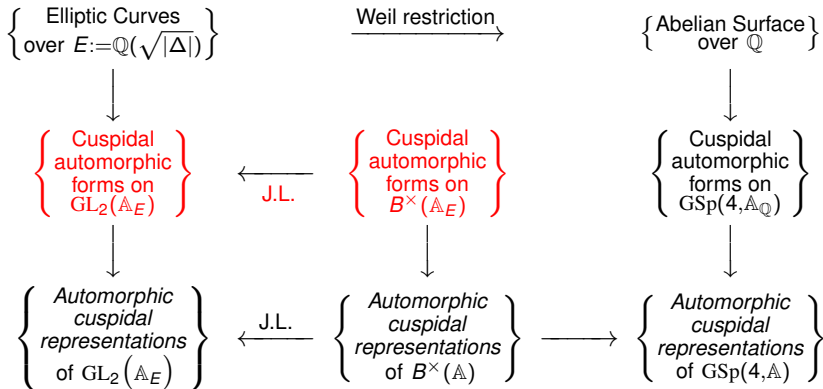 Elliptic Curves
over E:=ℚ(√|Δ|)
Weil restriction
Abelian Surface
over ℚ
Cuspidal
automorphic
forms on
GL₂(𝔸_E)
J.L.
Cuspidal
automorphic
forms on
B^×(𝔸_E)
Cuspidal
automorphic
forms on
GSp(4,𝔸_ℚ)
Automorphic
cuspidal
representations
of GL₂(𝔸_E)
J.L.
Automorphic
cuspidal
representations
of B^×(𝔸)
Automorphic
cuspidal
representations
of GSp(4,𝔸)